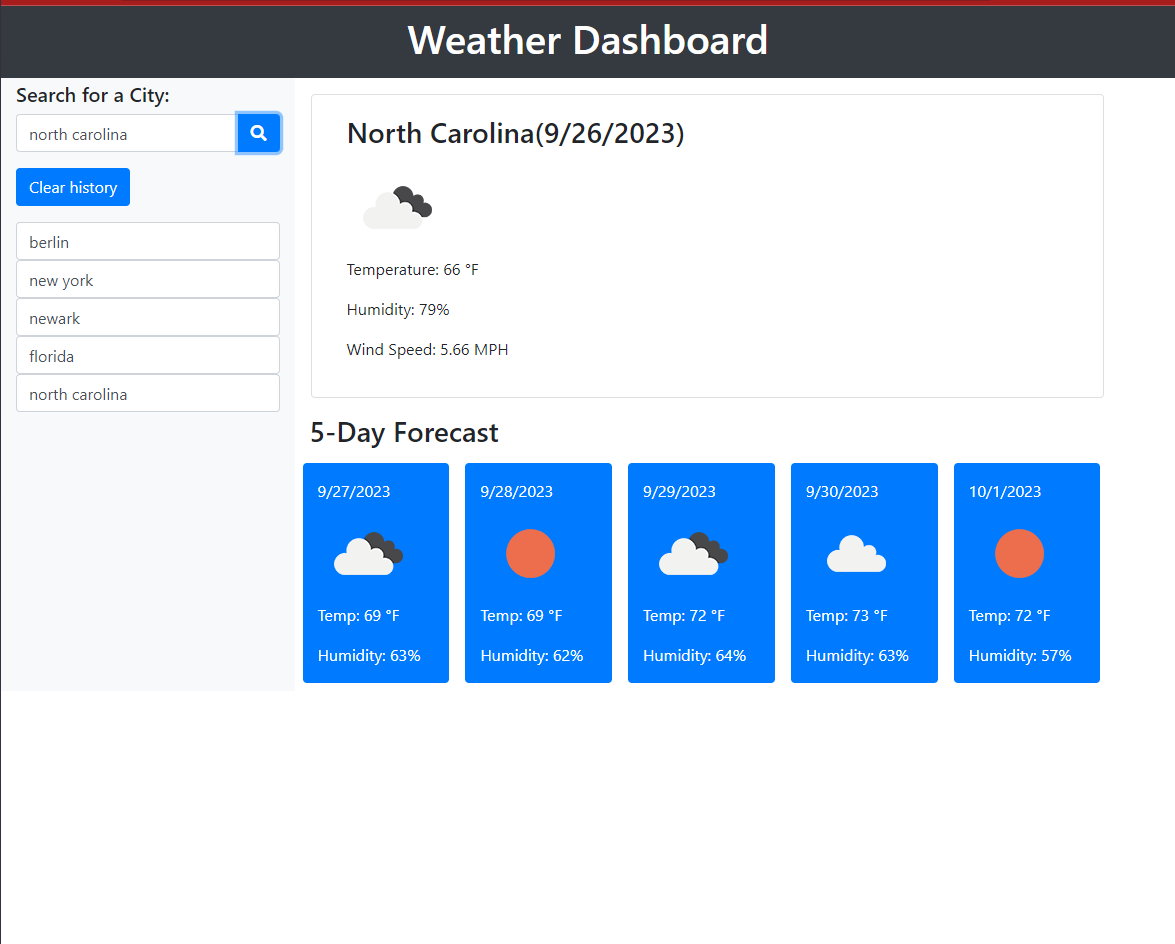 Weather Dashboard
Search for a City:
north carolina
Clear history
berlin
new york
newark
florida
north carolina
North Carolina(9/26/2023)
Temperature: 66 °F
Humidity: 79%
Wind Speed: 5.66 MPH
5-Day Forecast
9/27/2023
Temp: 69 °F
Humidity: 63%
9/28/2023
Temp: 69 °F
Humidity: 62%
9/29/2023
Temp: 72 °F
Humidity: 64%
9/30/2023
Temp: 73 °F
Humidity: 63%
10/1/2023
Temp: 72 °F
Humidity: 57%